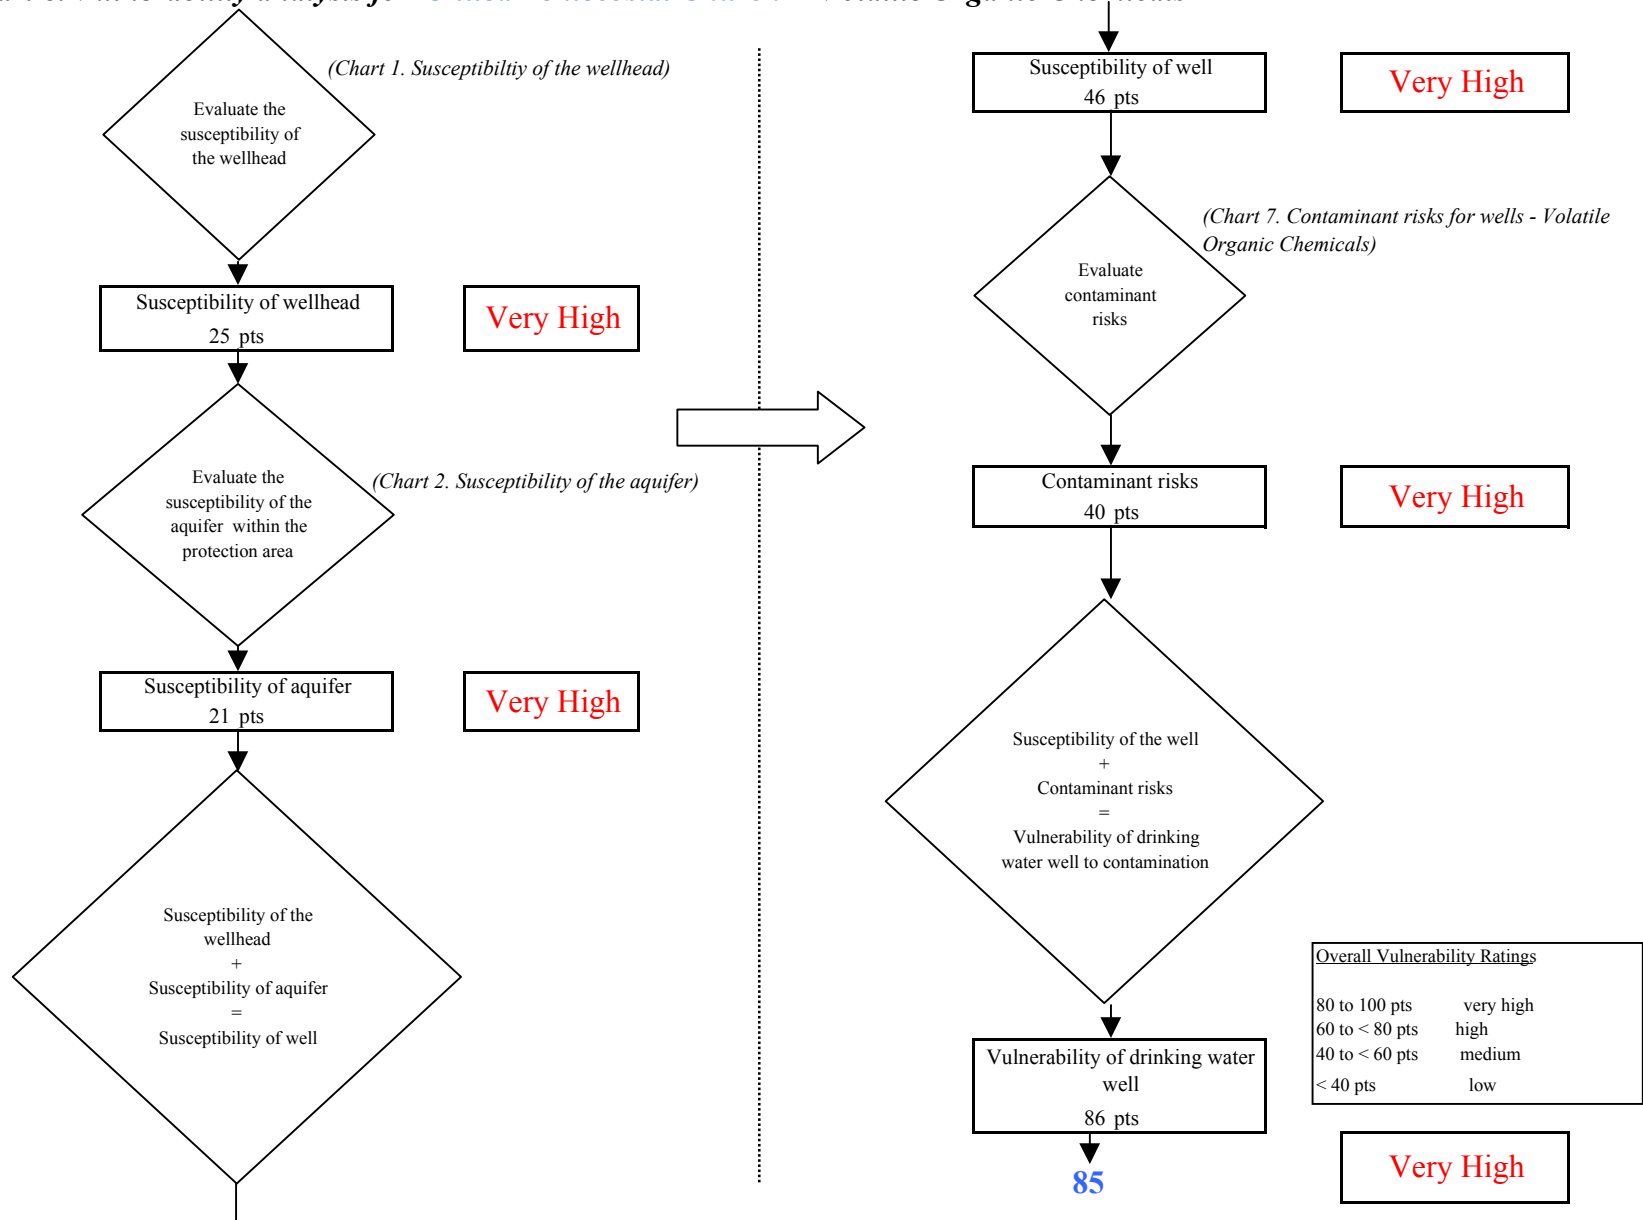 (Chart 1. Susceptibiltiy of the wellhead)
Evaluate the
susceptibility of
the wellhead
Susceptibility of wellhead
25 pts
Very High
Evaluate the
susceptibility of the
aquifer within the
protection area
(Chart 2. Susceptibility of the aquifer)
Susceptibility of aquifer
21 pts
Very High
Susceptibility of the
wellhead
+
Susceptibility of aquifer
=
Susceptibility of well
Susceptibility of well
46 pts
Very High
(Chart 7. Contaminant risks for wells - Volatile
Organic Chemicals)
Evaluate
contaminant
risks
Contaminant risks
40 pts
Very High
Susceptibility of the well
+
Contaminant risks
=
Vulnerability of drinking
water well to contamination
Overall Vulnerability Ratings
80 to 100 pts very high
60 to < 80 pts high
40 to < 60 pts medium
< 40 pts low
Vulnerability of drinking water
well
86 pts
85
Very High